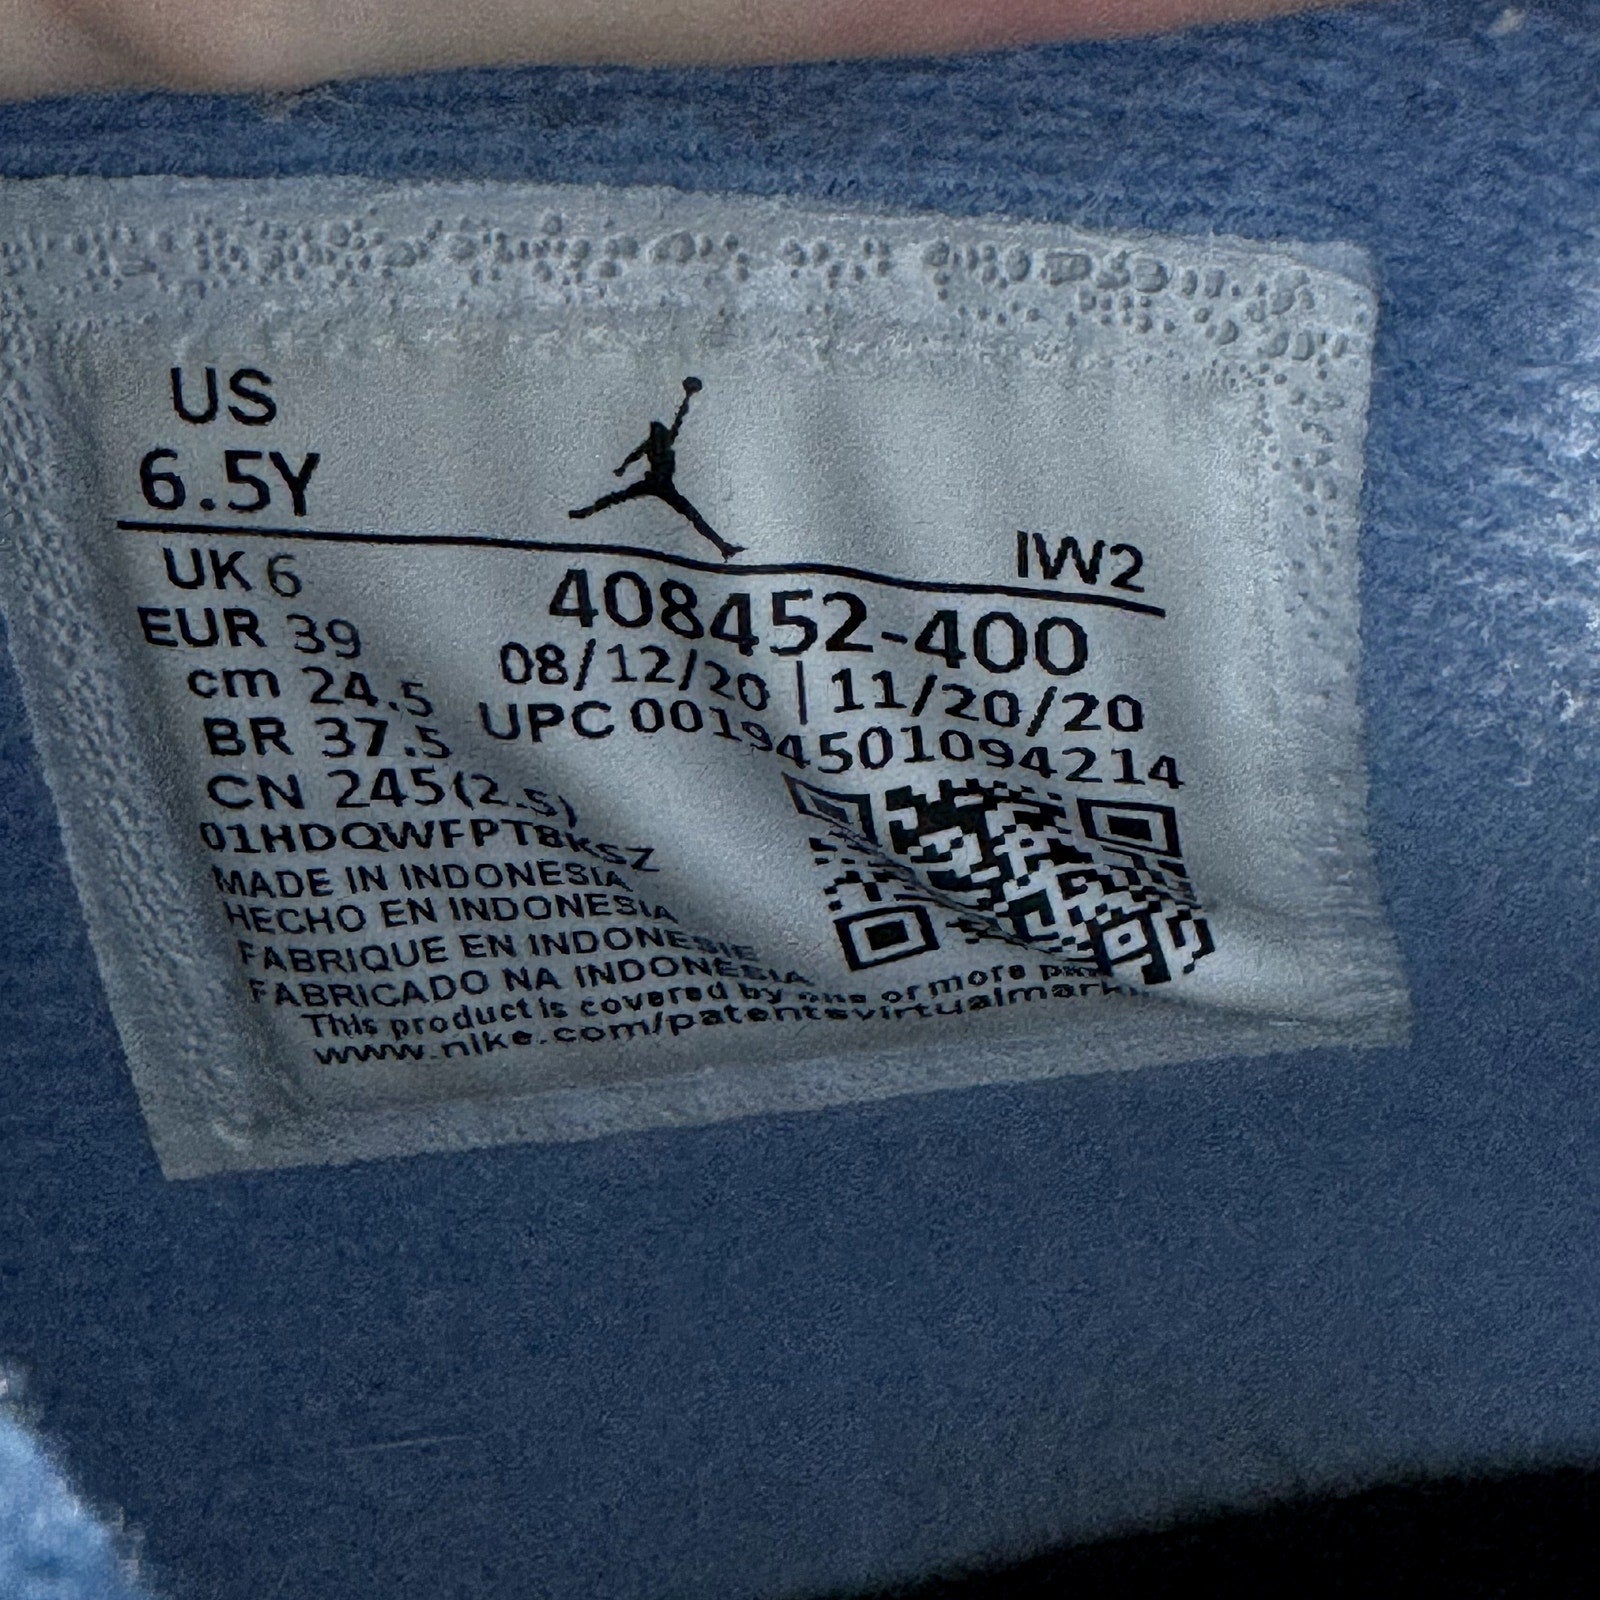 US
6.5Y
IW2
UK 6
408452-400
EUR 39
08/12/20 | 11/20/20
cm 24.5
UPC 00194501094214
BR 37.5
CN 245(2.5)
01HDQWFPT8KSZ
MADE IN INDONESIA
HECHO EN INDONESIA
FABRIQUE EN INDONESIE
FABRICADO NA INDONESIA
This product is covered by one or more
www.nike.com/patentsvirtualmarking